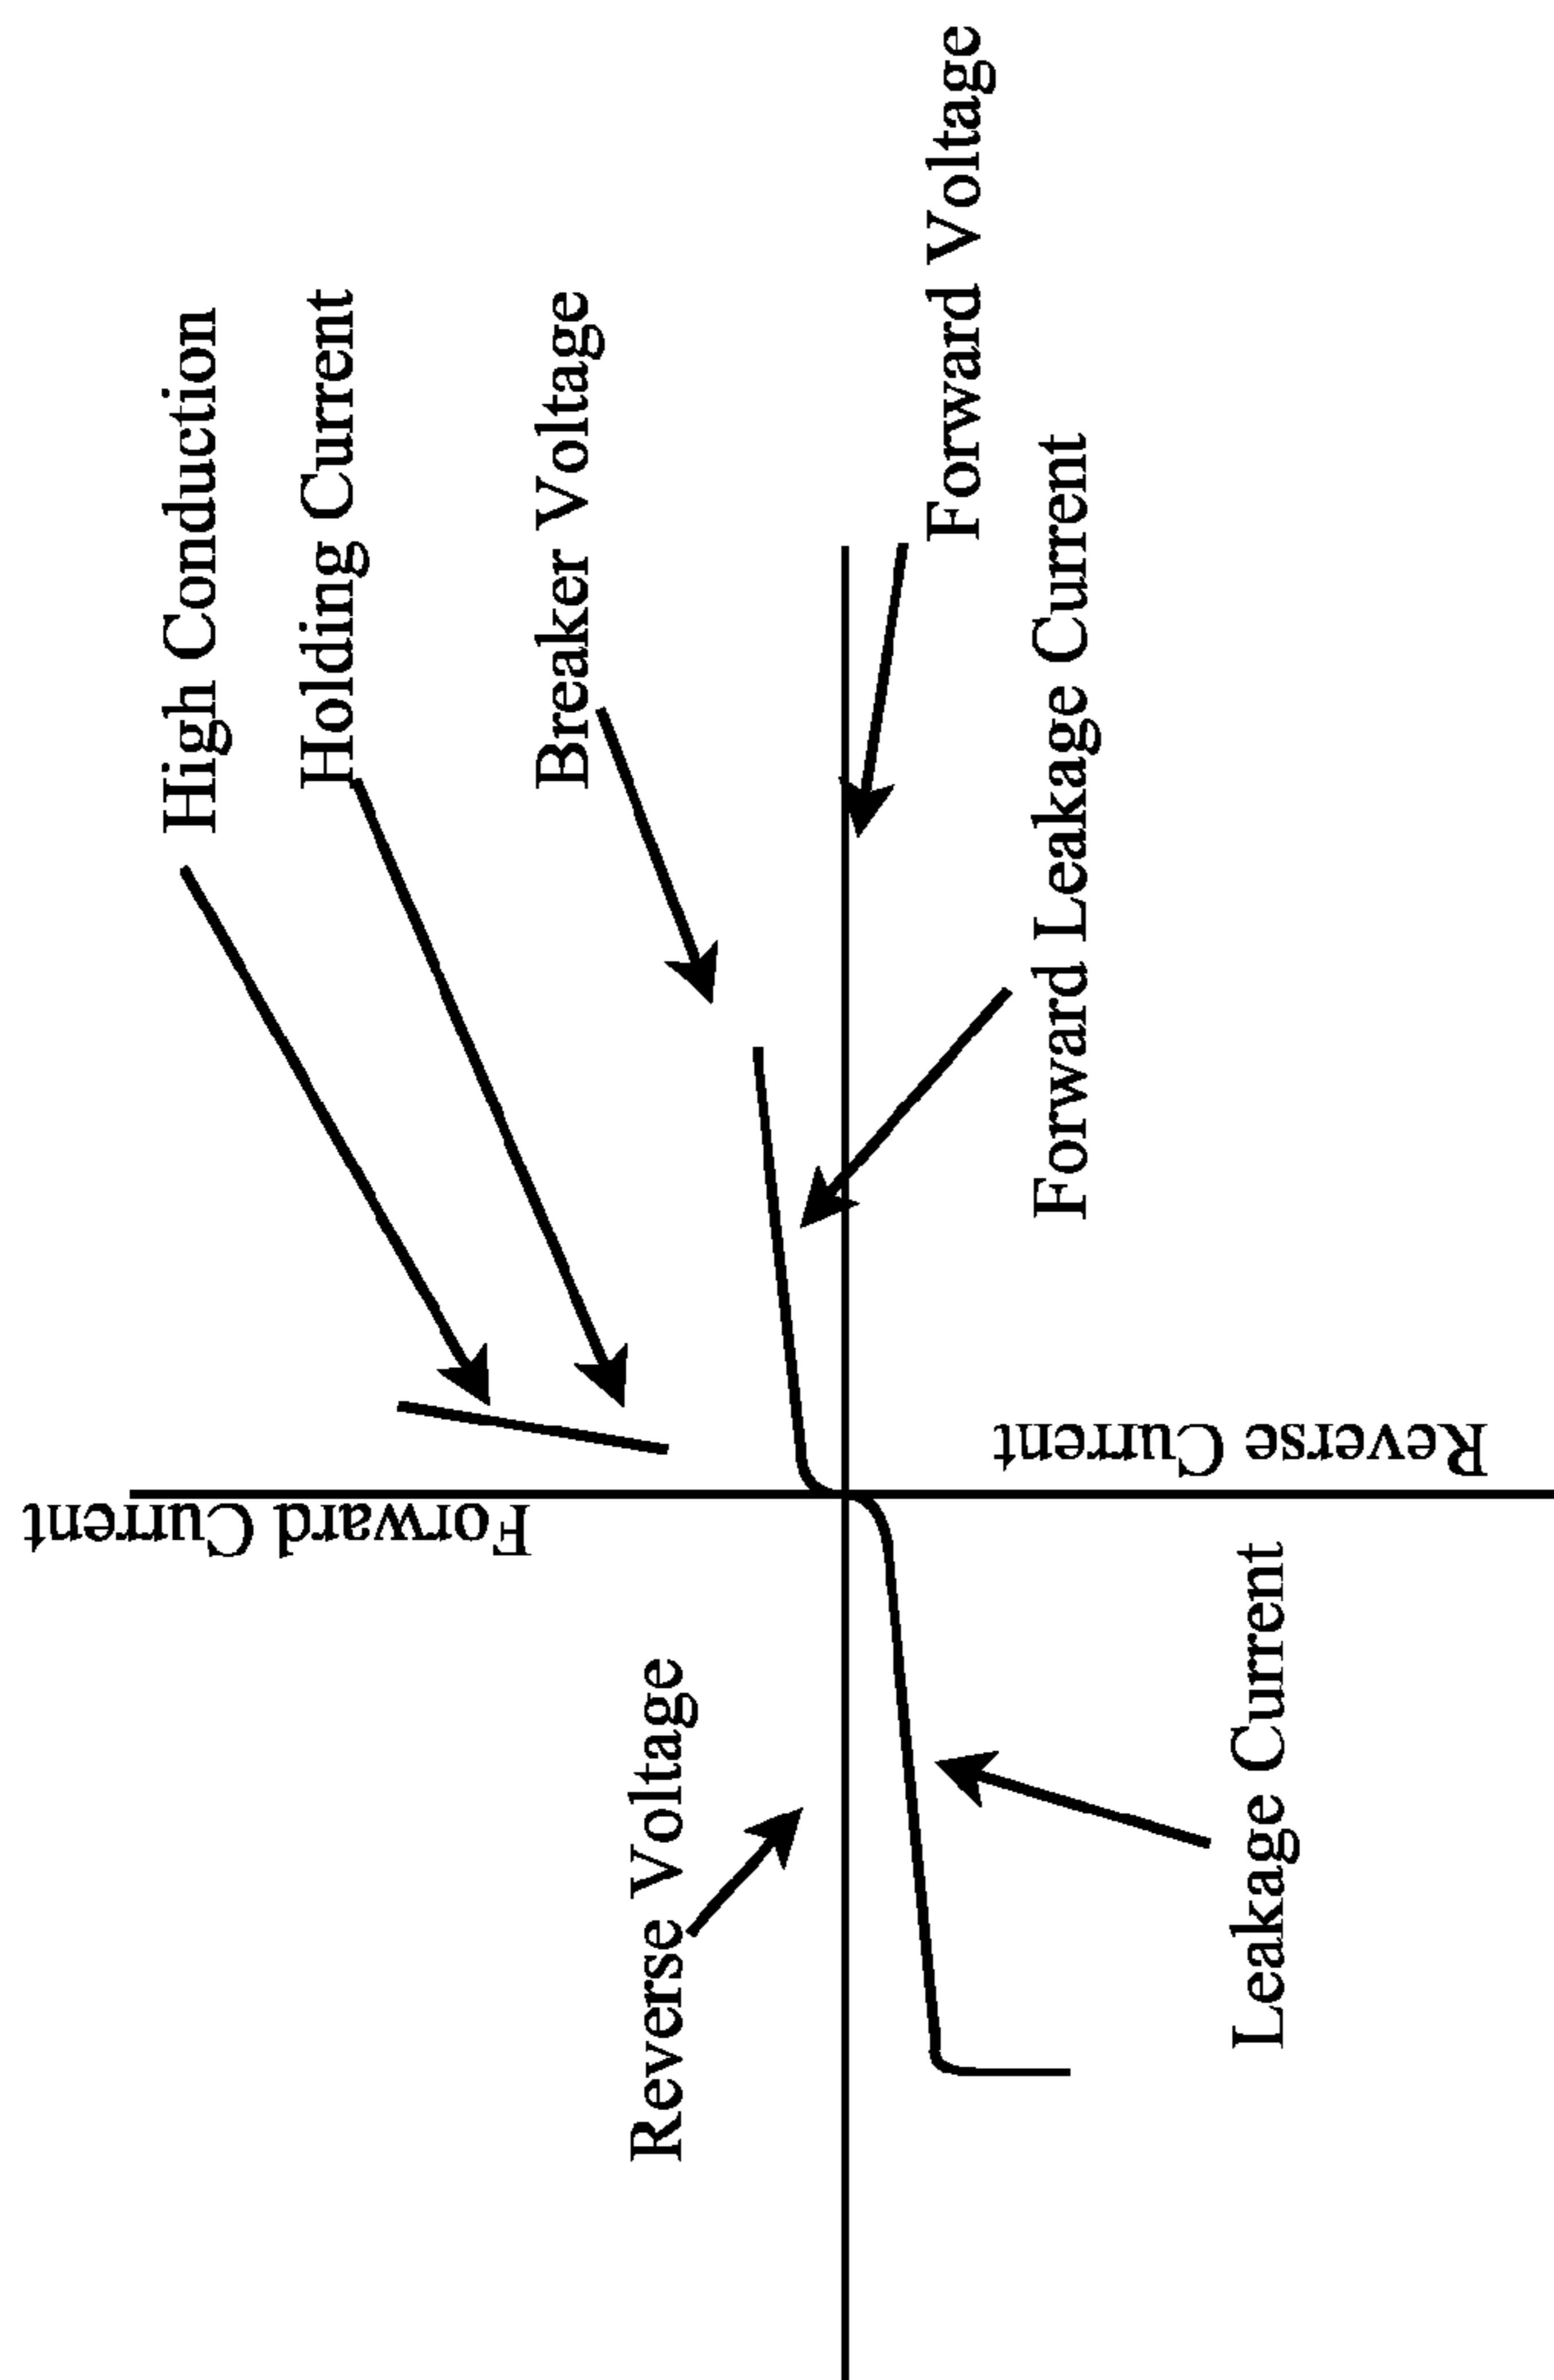 High Conduction
Holding Current
Breaker Voltage
Forward Voltage
Forward Leakage Current
Forward Current
Reverse Current
Reverse Voltage
Leakage Current